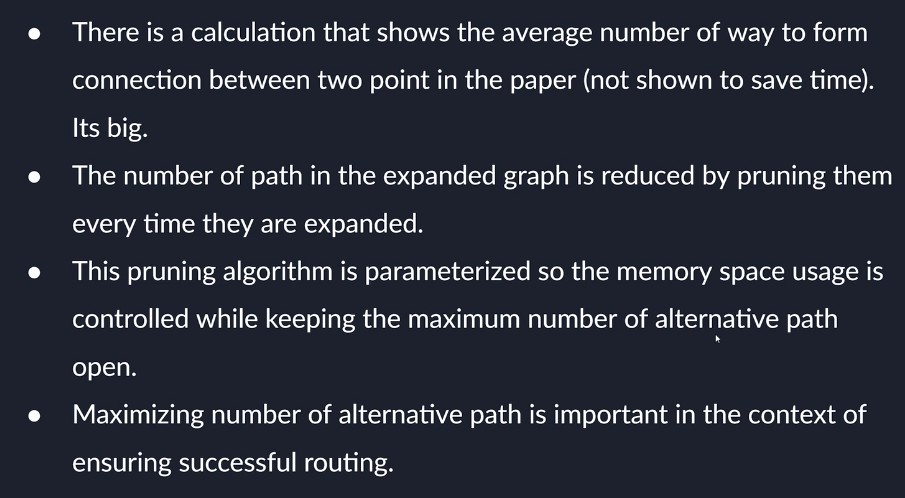 ● There is a calculation that shows the average number of way to form
connection between two point in the paper (not shown to save time).
Its big.
● The number of path in the expanded graph is reduced by pruning them
every time they are expanded.
● This pruning algorithm is parameterized so the memory space usage is
controlled while keeping the maximum number of alternative path
open.
● Maximizing number of alternative path is important in the context of
ensuring successful routing.